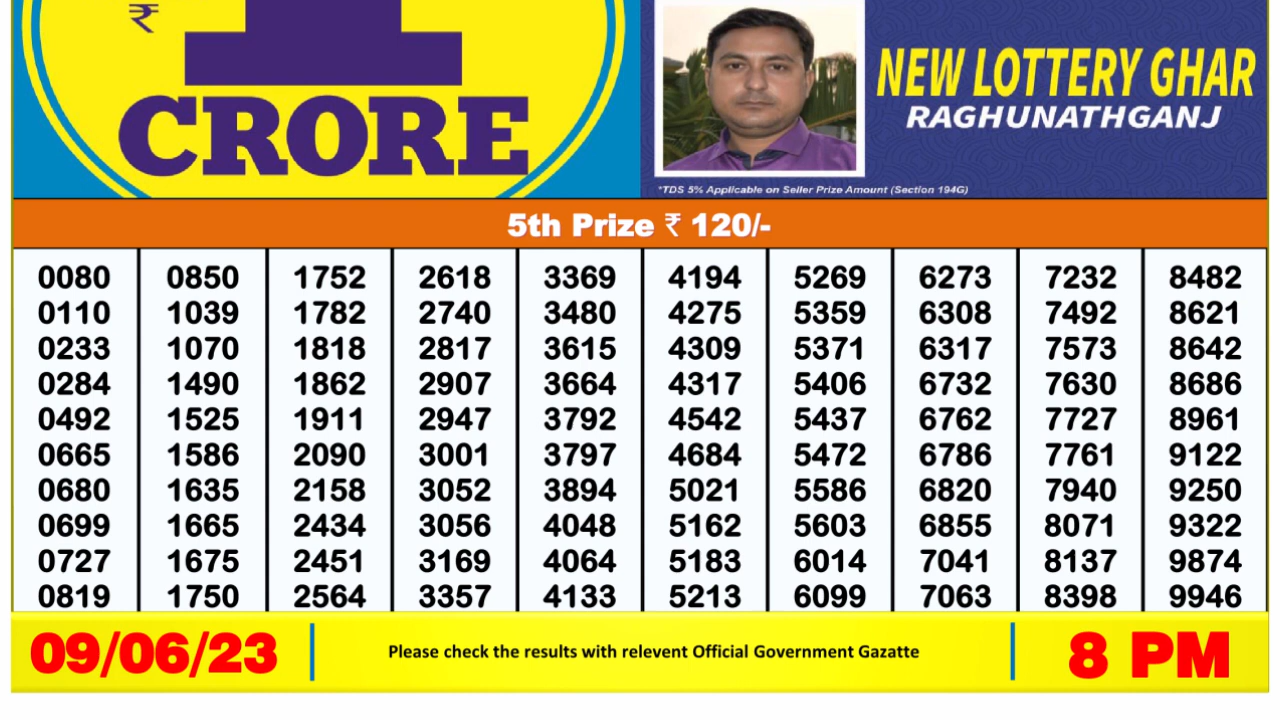 ₹
1
CRORE
NEW LOTTERY GHAR
RAGHUNATHGANJ
*TDS 5% Applicable on Seller Prize Amount (Section 194G)
5th Prize ₹ 120/-
0080 0850 1752 2618 3369 4194 5269 6273 7232 8482
0110 1039 1782 2740 3480 4275 5359 6308 7492 8621
0233 1070 1818 2817 3615 4309 5371 6317 7573 8642
0284 1490 1862 2907 3664 4317 5406 6732 7630 8686
0492 1525 1911 2947 3792 4542 5437 6762 7727 8961
0665 1586 2090 3001 3797 4684 5472 6786 7761 9122
0680 1635 2158 3052 3894 5021 5586 6820 7940 9250
0699 1665 2434 3056 4048 5162 5603 6855 8071 9322
0727 1675 2451 3169 4064 5183 6014 7041 8137 9874
0819 1750 2564 3357 4133 5213 6099 7063 8398 9946
09/06/23
Please check the results with relevent Official Government Gazatte
8 PM